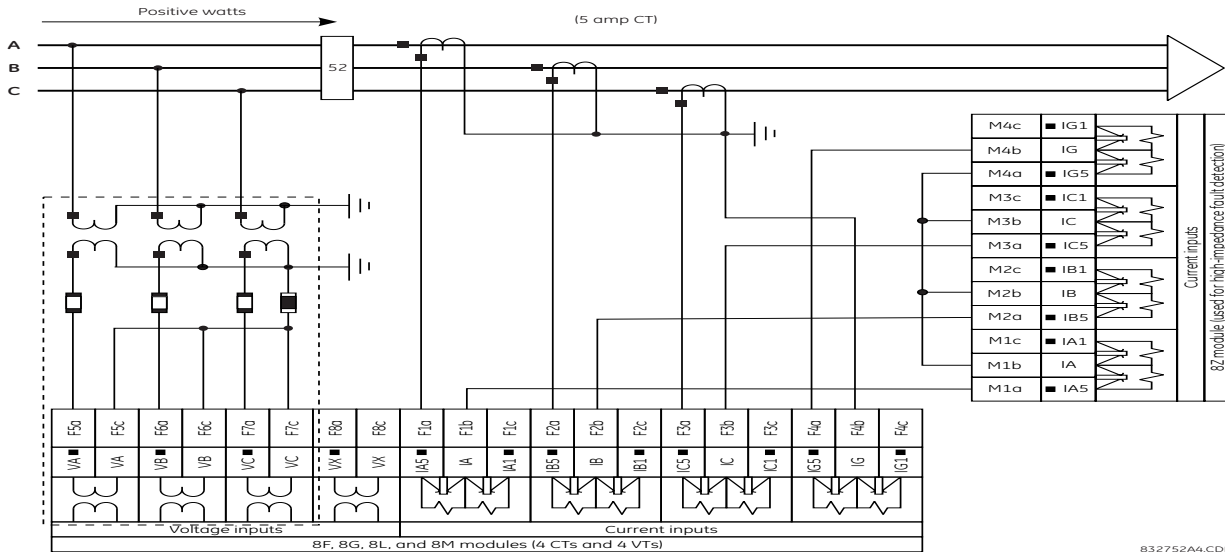 Positive watts
(5 amp CT)
A
B
C
52
M4c IG1
M4b IG
M4a IG5
M3c IC1
M3b IC
M3a IC5
M2c IB1
M2b IB
M2a IB5
M1c IA1
M1b IA
M1a IA5
Current inputs
8Z module (used for high-impedance fault detection)
F5a F5c F6a F6c F7a F7c F8a F8c F1a F1b F1c F2a F2b F2c F3a F3b F3c F4a F4b F4c
VA VA VB VB VC VC VX VX IA5 IA IA1 IB5 IB IB1 IC5 IC IC1 IG5 IG IG1
Voltage inputs Current inputs
8F, 8G, 8L, and 8M modules (4 CTs and 4 VTs)
832752A4.CD